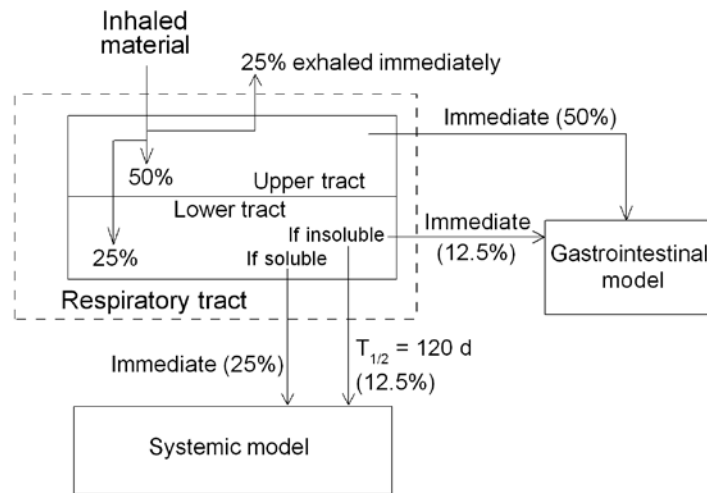 Inhaled
material
25% exhaled immediately
Immediate (50%)
50%
Upper tract
Lower tract
If insoluble
Immediate
(12.5%)
25%
If soluble
Gastrointestinal
model
Respiratory tract
Immediate (25%)
T1/2 = 120 d
(12.5%)
Systemic model